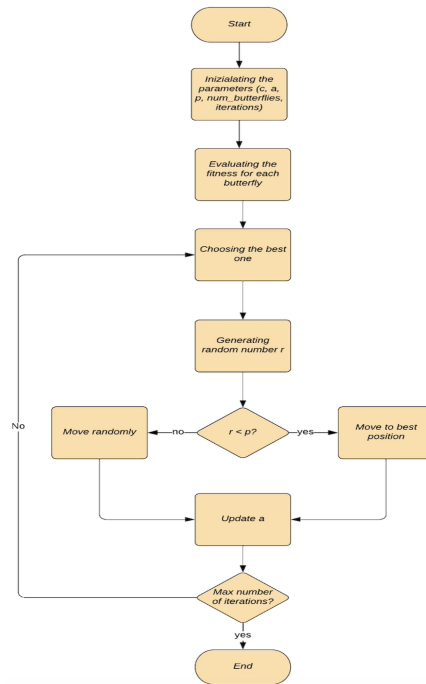 Start
Inizialating the
parameters (c, a,
p, num_butterflies,
iterations)
Evaluating the
fitness for each
butterfly
Choosing the best
one
Generating
random number r
No
Move randomly
no
r < p?
yes
Move to best
position
Update a
Max number
of iterations?
yes
End